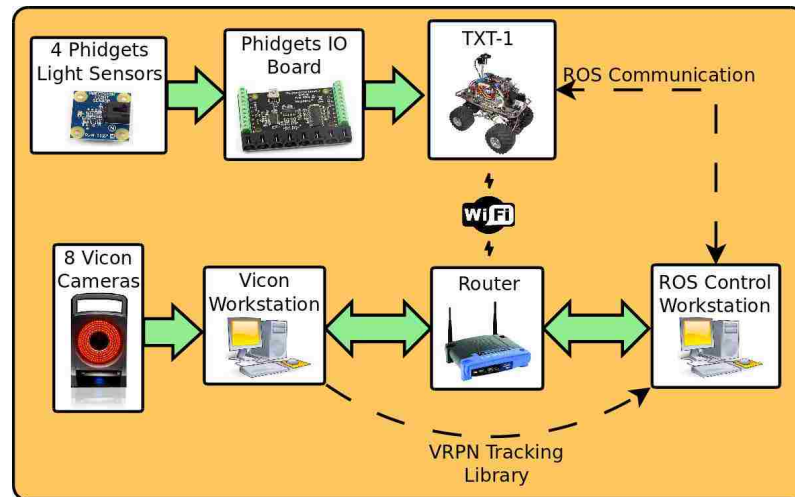 4 Phidgets
Light Sensors
Phidgets IO
Board
TXT-1
ROS Communication
WiFi
8 Vicon
Cameras
Vicon
Workstation
Router
ROS Control
Workstation
VRPN Tracking
Library